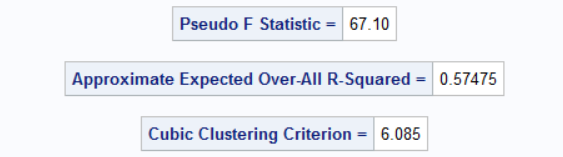 Pseudo F Statistic = 67.10
Approximate Expected Over-All R-Squared = 0.57475
Cubic Clustering Criterion = 6.085